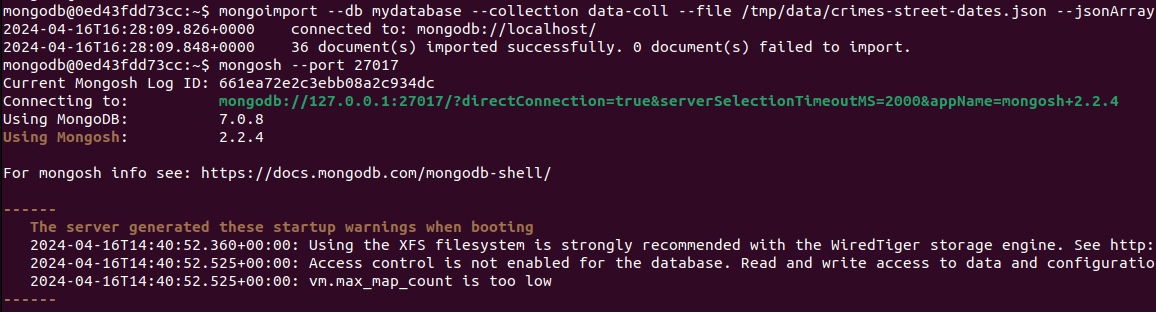 mongodb@0ed43fdd73cc:~$ mongoimport --db mydatabase --collection data-coll --file /tmp/data/crimes-street-dates.json --jsonArray
2024-04-16T16:28:09.826+0000    connected to: mongodb://localhost/
2024-04-16T16:28:09.848+0000    36 document(s) imported successfully. 0 document(s) failed to import.
mongodb@0ed43fdd73cc:~$ mongosh --port 27017
Current Mongosh Log ID: 661ea72e2c3ebb08a2c934dc
Connecting to:          mongodb://127.0.0.1:27017/?directConnection=true&serverSelectionTimeoutMS=2000&appName=mongosh+2.2.4
Using MongoDB:          7.0.8
Using Mongosh:          2.2.4
For mongosh info see: https://docs.mongodb.com/mongodb-shell/
------
   The server generated these startup warnings when booting
   2024-04-16T14:40:52.360+00:00: Using the XFS filesystem is strongly recommended with the WiredTiger storage engine. See http:
   2024-04-16T14:40:52.525+00:00: Access control is not enabled for the database. Read and write access to data and configuratio
   2024-04-16T14:40:52.525+00:00: vm.max_map_count is too low
------